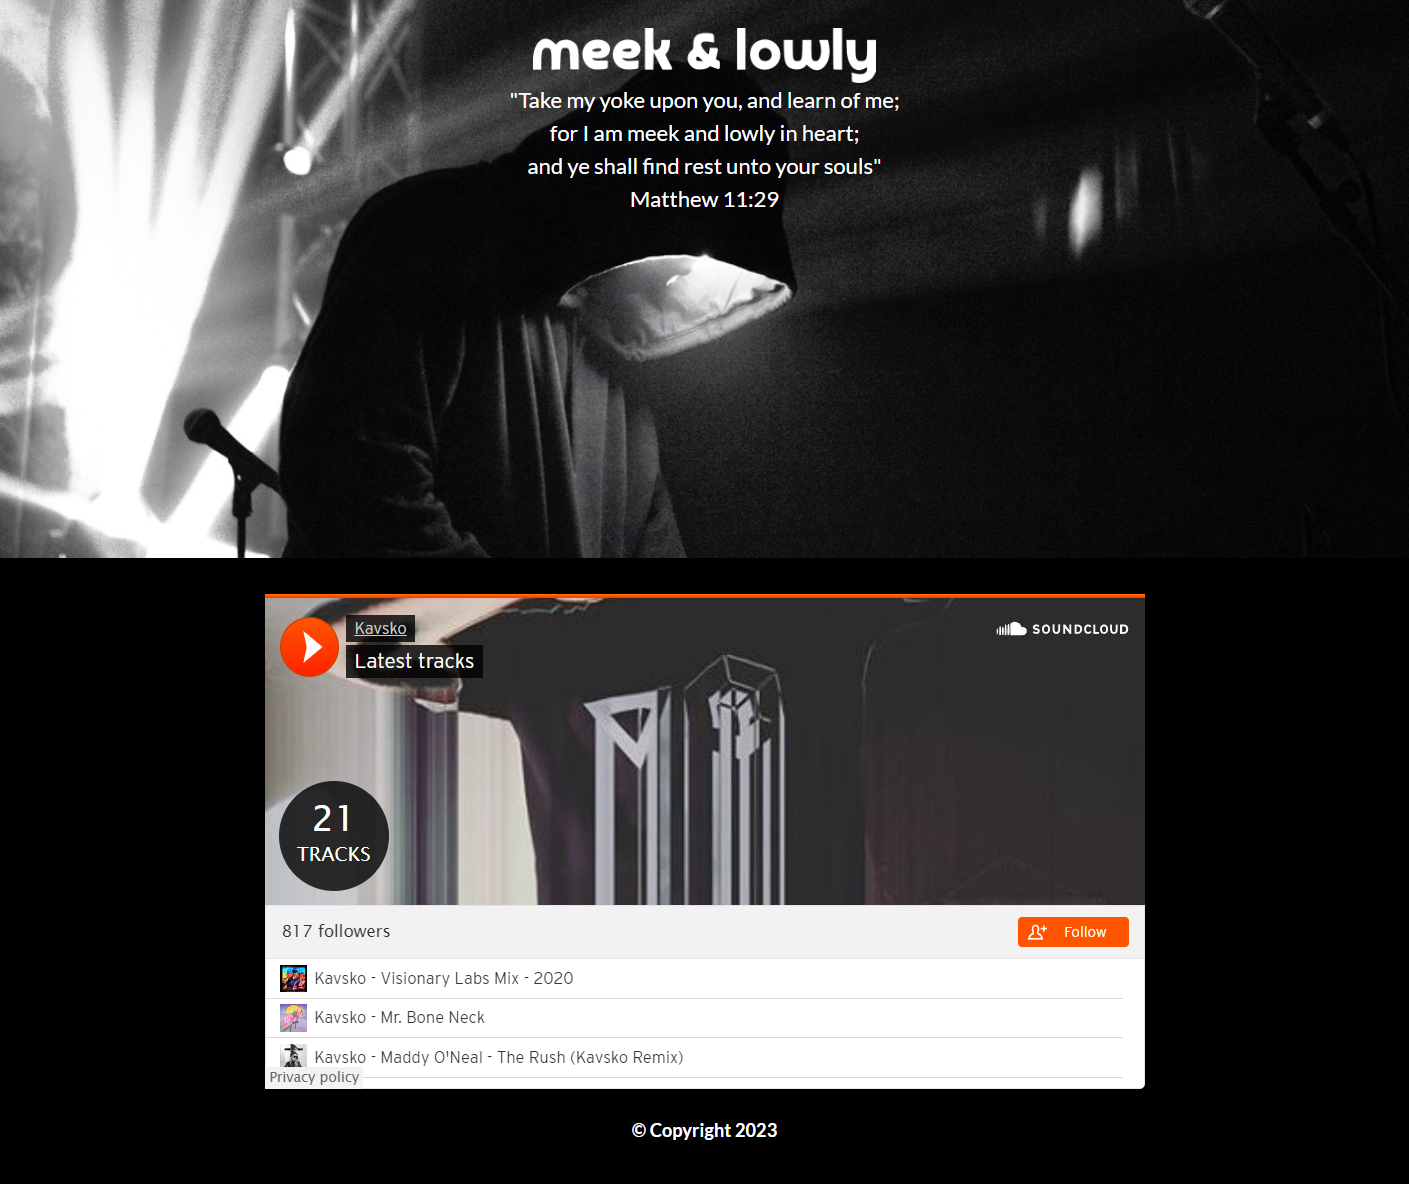 meek & lowly
"Take my yoke upon you, and learn of me;
for I am meek and lowly in heart;
and ye shall find rest unto your souls"
Matthew 11:29
Kavsko
Latest tracks
SOUNDCLOUD
21
TRACKS
817 followers
Follow
Kavsko - Visionary Labs Mix - 2020
Kavsko - Mr. Bone Neck
Kavsko - Maddy O'Neal - The Rush (Kavsko Remix)
Privacy policy
© Copyright 2023